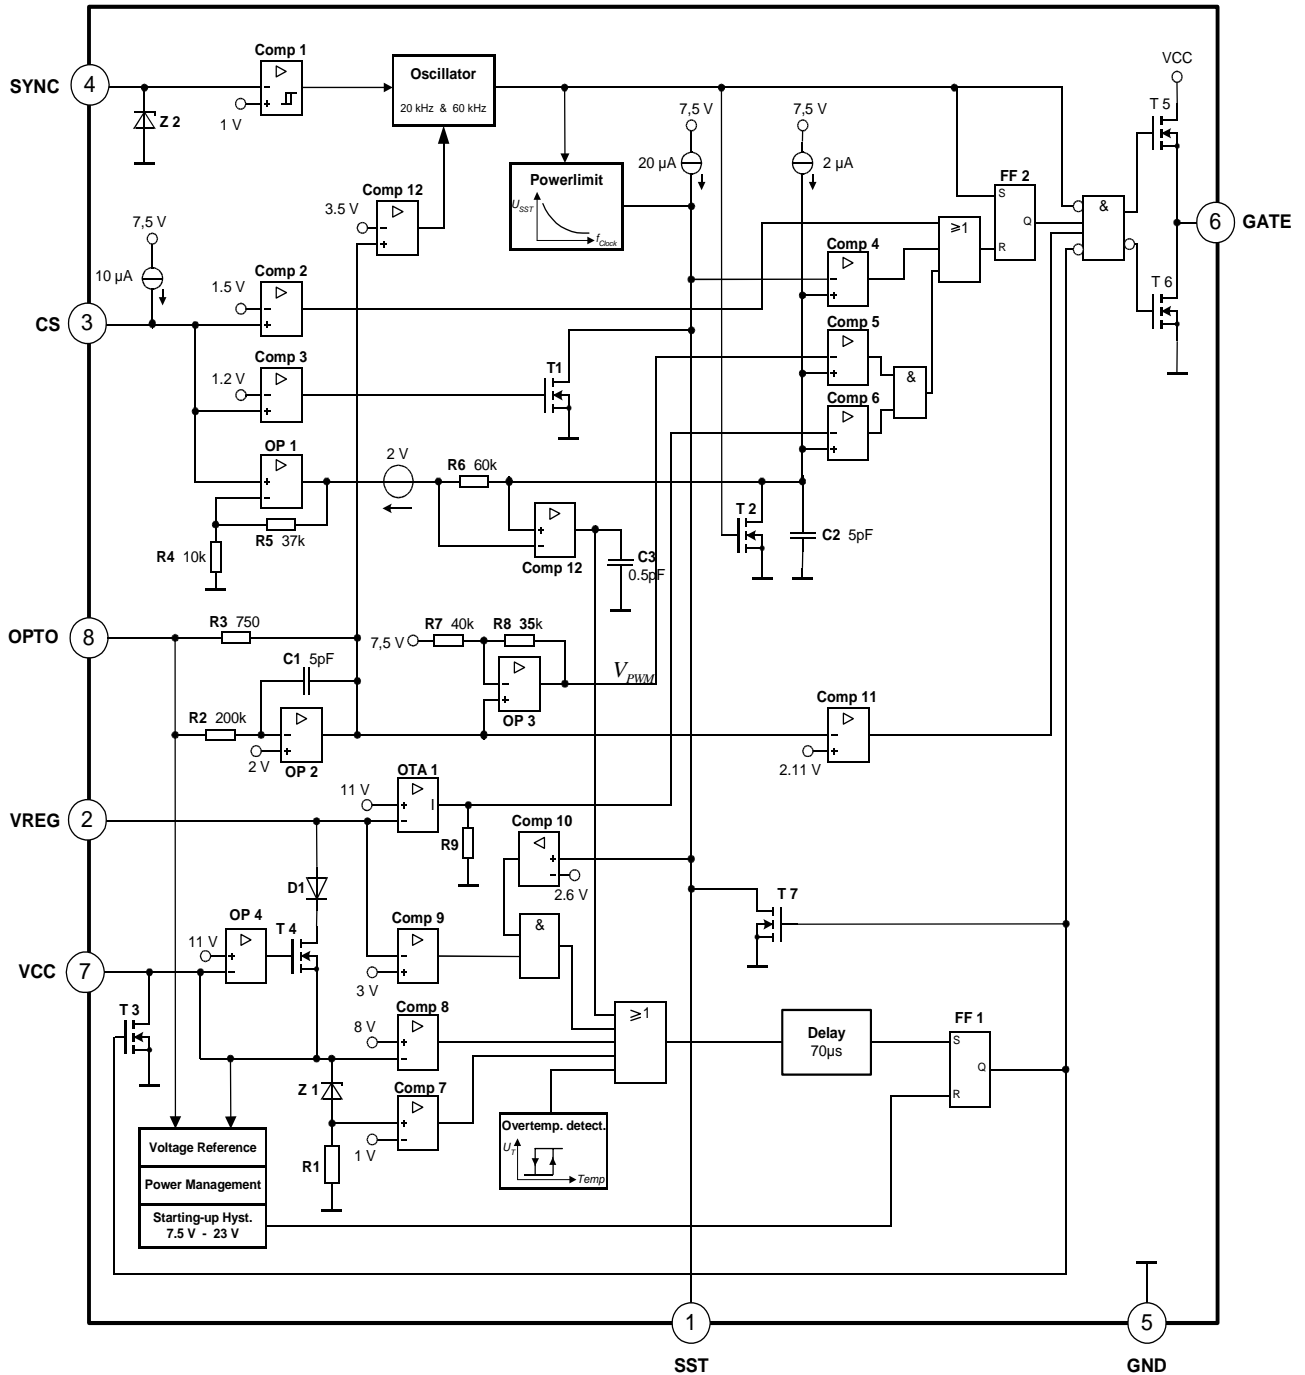 Comp 1
SYNC
4
1 V
Z 2
Oscillator
20 kHz & 60 kHz
VCC
T 5
7,5 V
7,5 V
20 µA
2 µA
Powerlimit
U_SST
f_Clock
Comp 12
3.5 V
FF 2
S
Q
R
&
6
GATE
T 6
7,5 V
10 µA
≥1
Comp 4
Comp 2
1.5 V
CS
3
Comp 5
Comp 3
1.2 V
T1
&
Comp 6
OP 1
2 V
R6 60k
R5 37k
R4 10k
Comp 12
C3
0.5pF
T 2
C2 5pF
OPTO
8
R3 750
R7 40k
R8 35k
7,5 V
C1 5pF
V_PWM
OP 3
R2 200k
2 V
OP 2
Comp 11
2.11 V
OTA 1
11 V
I
VREG
2
R9
Comp 10
2.6 V
D1
T 7
OP 4
11 V
T 4
Comp 9
&
3 V
VCC
7
T 3
Comp 8
8 V
≥1
Delay
70µs
FF 1
S
Q
R
Z 1
Comp 7
1 V
R1
Overtemp. detect.
U_T
Temp
Voltage Reference
Power Management
Starting-up Hyst.
7.5 V - 23 V
1
SST
5
GND